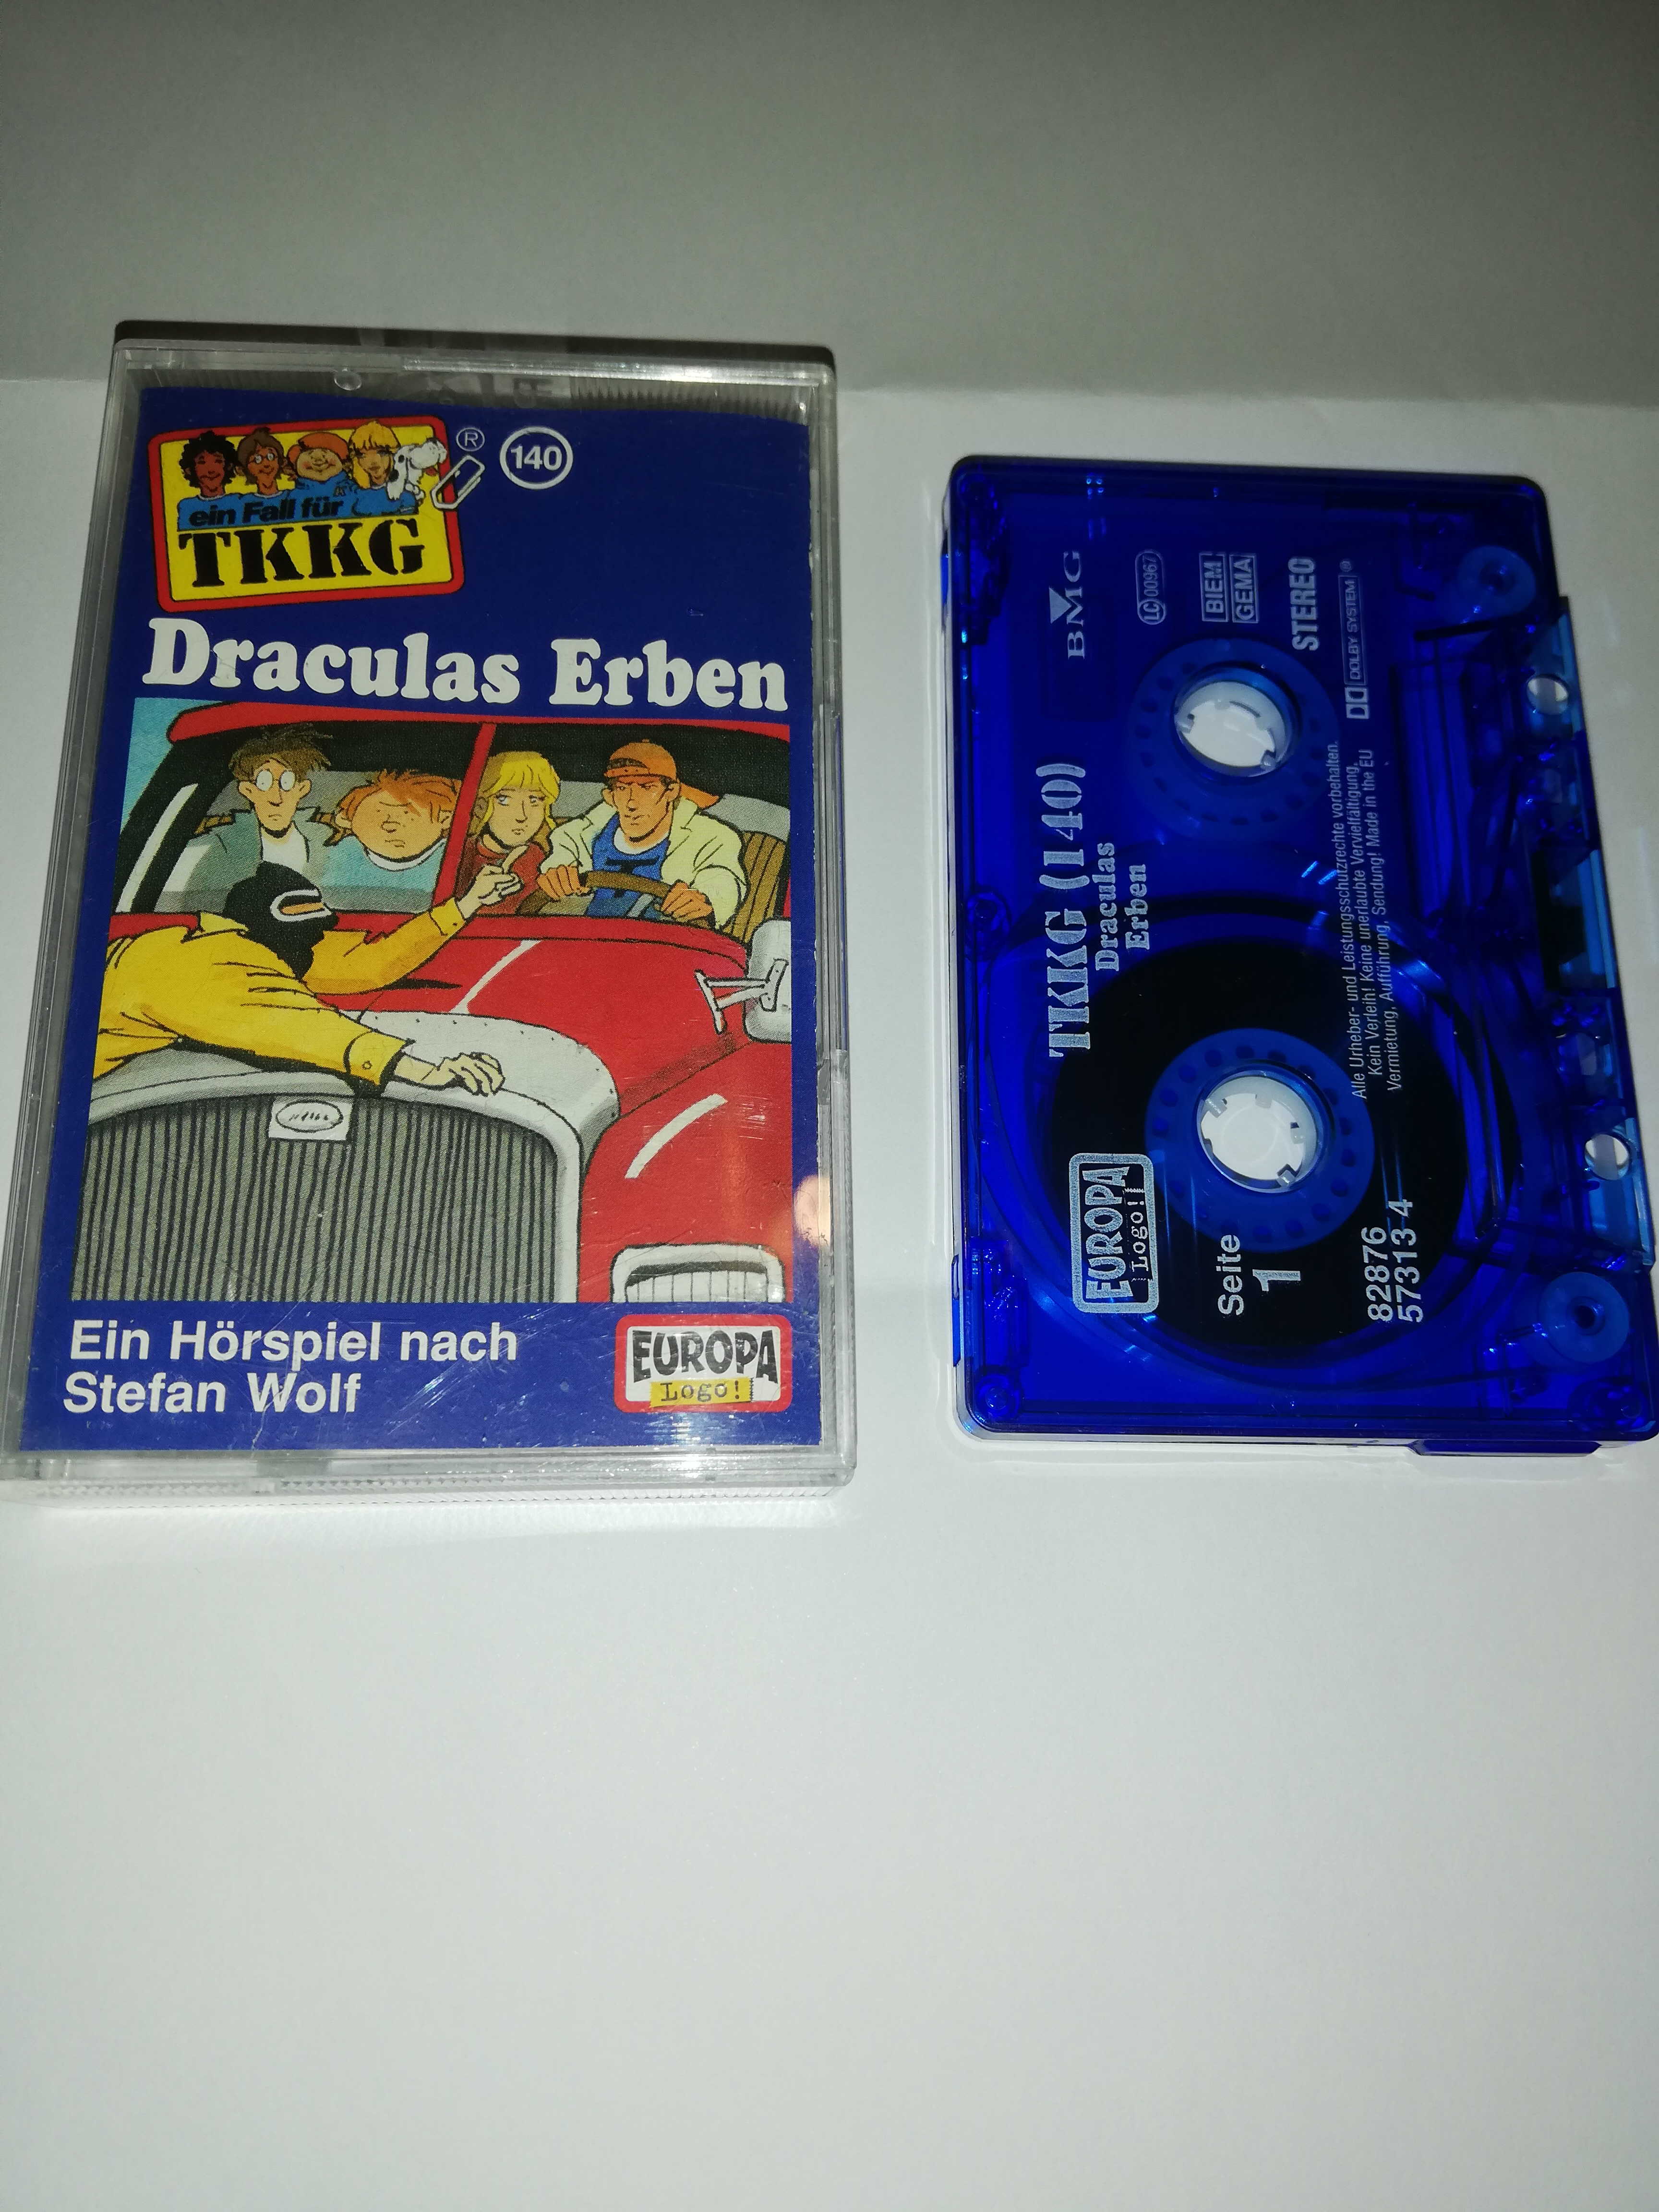 ein Fall für
TKKG
®
140
Draculas Erben
Ein Hörspiel nach
Stefan Wolf
EUROPA
Logo!
BMG
LC 00967
BIEM
GEMA
STEREO
DOLBY SYSTEM ®
TKKG (140)
Draculas
Erben
Alle Urheber- und Leistungsschutzrechte vorbehalten.
Kein Verleih! Keine unerlaubte Vervielfältigung,
Vermietung, Aufführung, Sendung! Made in the EU
EUROPA
Logo!
Seite
1
82876
57313 4